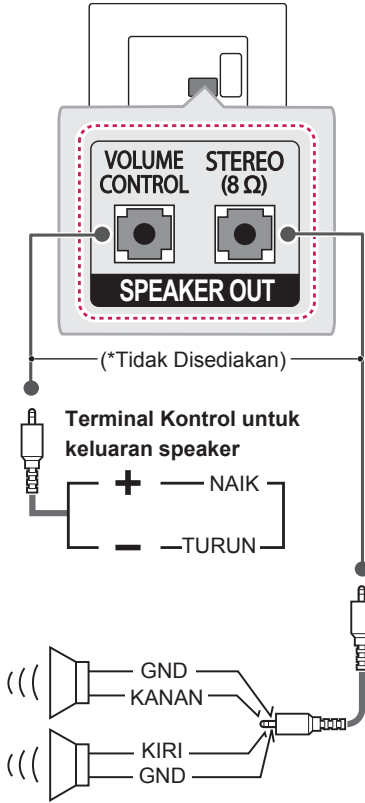 VOLUME CONTROL
STEREO (8 Ω)
SPEAKER OUT
(*Tidak Disediakan)
Terminal Kontrol untuk
keluaran speaker
+ NAIK
− TURUN
GND
KANAN
KIRI
GND